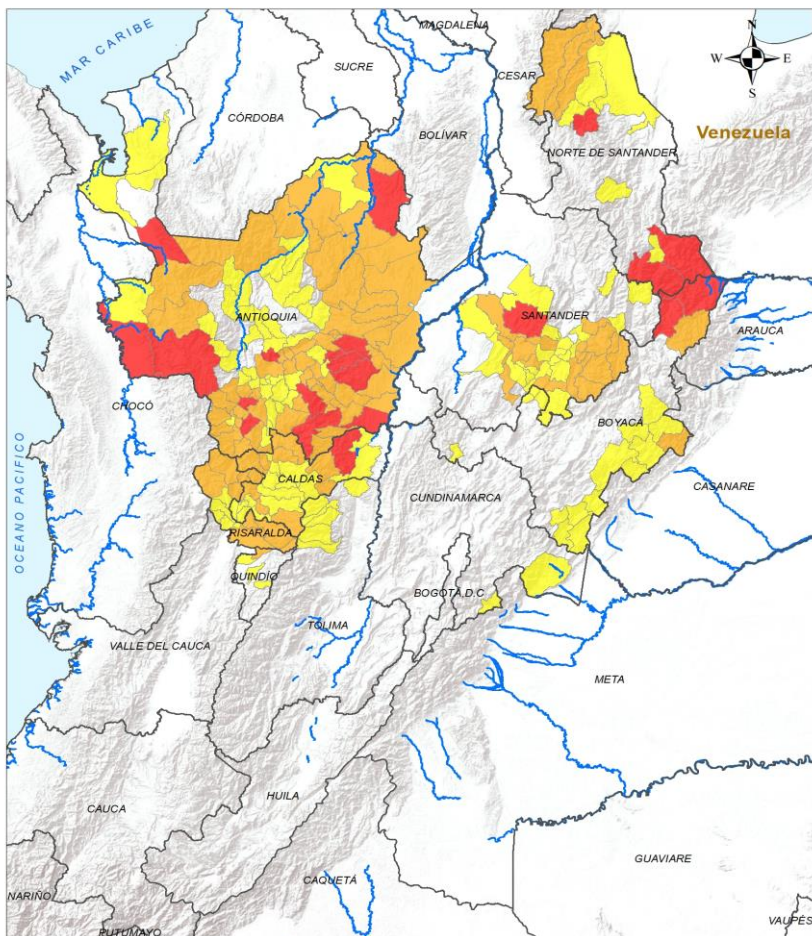 MAGDALENA
MAR CARIBE
SUCRE
CESAR
N
W E
S
CÓRDOBA
BOLÍVAR
Venezuela
NORTE DE SANTANDER
ANTIOQUIA
SANTANDER
ARAUCA
CHOCÓ
BOYACÁ
CALDAS
CUNDINAMARCA
CASANARE
OCEANO PACIFICO
RISARALDA
QUINDÍO
BOGOTÁ D.C
TOLIMA
VALLE DEL CAUCA
META
HUILA
CAUCA
GUAVIARE
CAQUETÁ
NARIÑO
VAUPÉS
PUTUMAYO